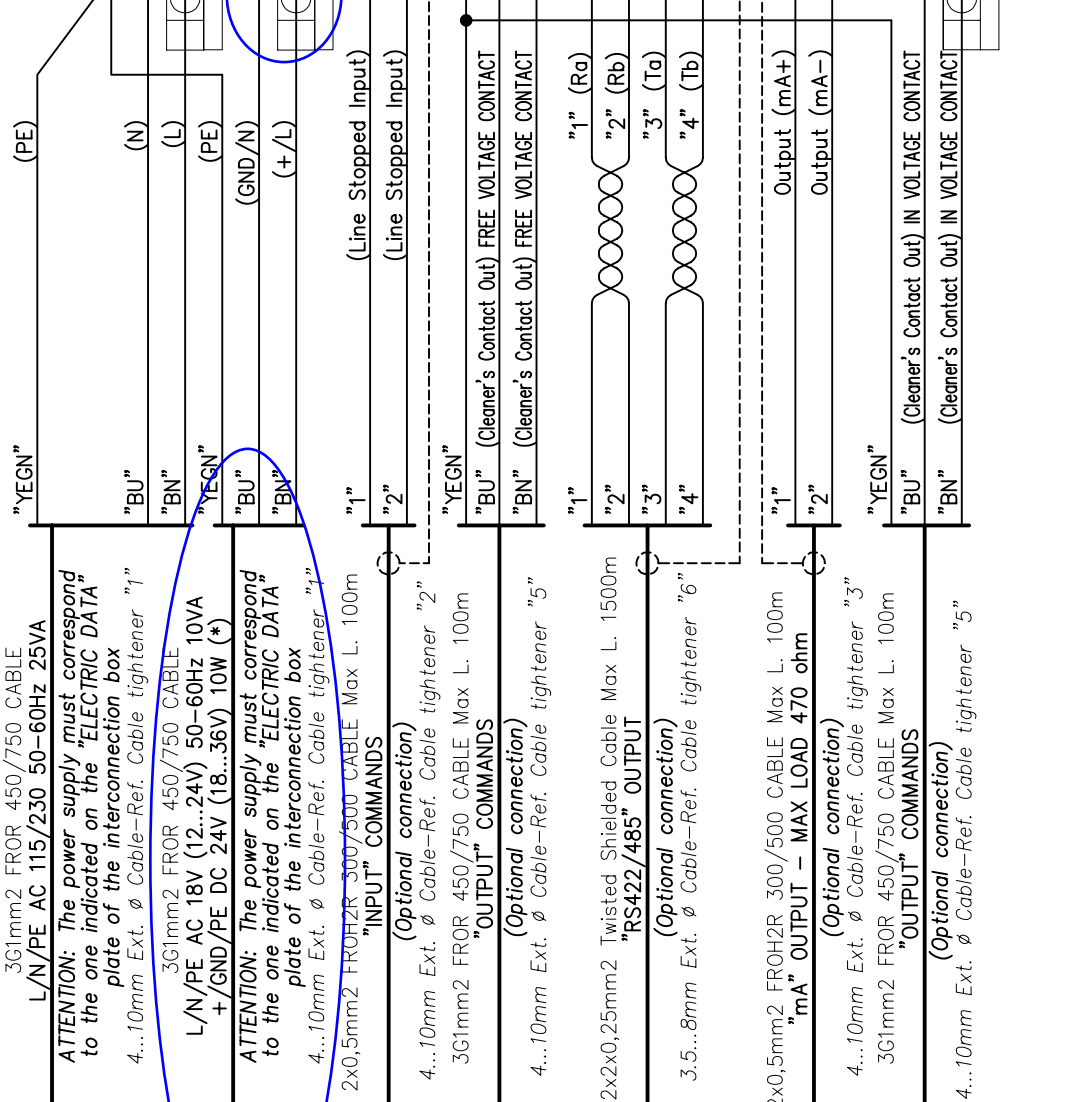 (PE)
(N)
(L)
(PE)
(GND/N)
(+/L)
(Line Stopped Input)
(Line Stopped Input)
(Cleaner's Contact Out) FREE VOLTAGE CONTACT
(Cleaner's Contact Out) FREE VOLTAGE CONTACT
"1" (Ra)
"2" (Rb)
"3" (Ta)
"4" (Tb)
Output (mA+)
Output (mA-)
(Cleaner's Contact Out) IN VOLTAGE CONTACT
(Cleaner's Contact Out) IN VOLTAGE CONTACT
"YEGN"
"BU"
"BN"
"YEGN"
"BU"
"BN"
"1"
"2"
"YEGN"
"BU"
"BN"
"1"
"2"
"3"
"4"
"1"
"2"
"YEGN"
"BU"
"BN"
3G1mm2 FROR 450/750 CABLE
L/N/PE AC 115/230 50-60Hz 25VA
ATTENTION: The power supply must correspond
to the one indicated on the "ELECTRIC DATA"
plate of the interconnection box
4...10mm Ext. ø Cable-Ref. Cable tightener "1"
3G1mm2 FROR 450/750 CABLE
L/N/PE AC 18V (12...24V) 50-60Hz 10VA
+/GND/PE DC 24V (18...36V) 10W (*)
ATTENTION: The power supply must correspond
to the one indicated on the "ELECTRIC DATA"
plate of the interconnection box
4...10mm Ext. ø Cable-Ref. Cable tightener "1"
2x0,5mm2 FROH2R 300/500 CABLE Max L. 100m
"INPUT" COMMANDS
(Optional connection)
4...10mm Ext. ø Cable-Ref. Cable tightener "2"
3G1mm2 FROR 450/750 CABLE Max L. 100m
"OUTPUT" COMMANDS
(Optional connection)
4...10mm Ext. ø Cable-Ref. Cable tightener "5"
2x2x0,25mm2 Twisted Shielded Cable Max L. 1500m
"RS422/485" OUTPUT
(Optional connection)
3.5...8mm Ext. ø Cable-Ref. Cable tightener "6"
2x0,5mm2 FROH2R 300/500 CABLE Max L. 100m
"mA" OUTPUT - MAX LOAD 470 ohm
(Optional connection)
4...10mm Ext. ø Cable-Ref. Cable tightener "3"
3G1mm2 FROR 450/750 CABLE Max L. 100m
"OUTPUT" COMMANDS
(Optional connection)
4...10mm Ext. ø Cable-Ref. Cable tightener "5"